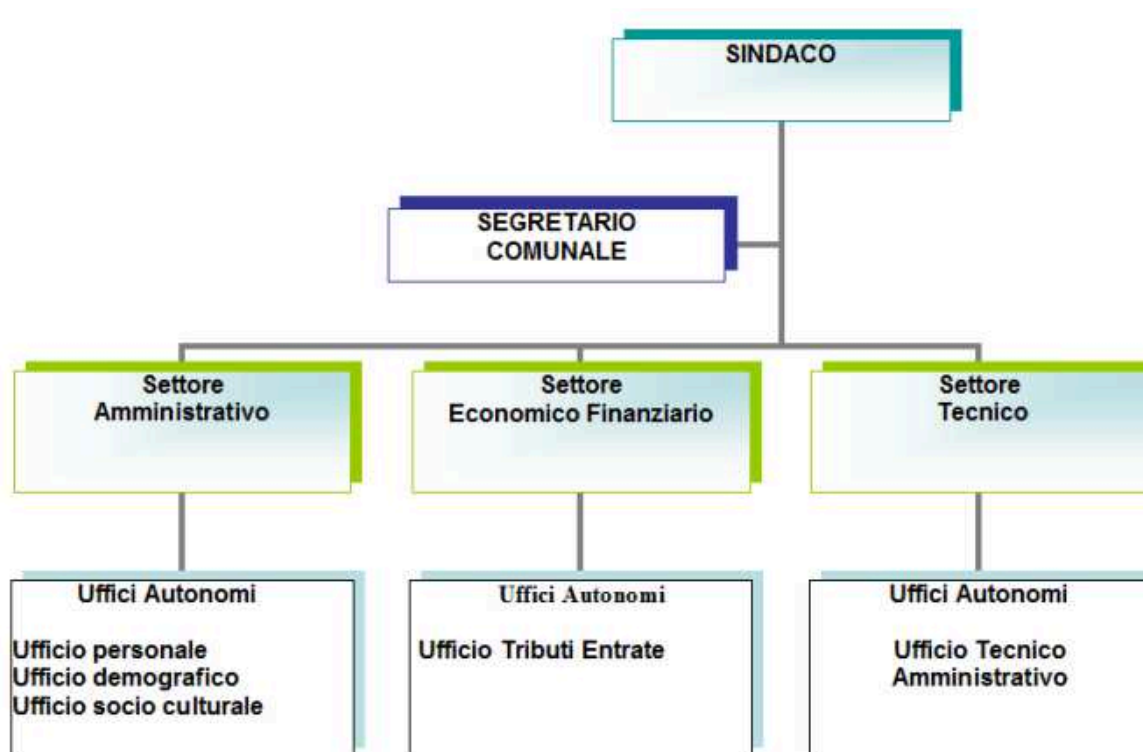 SINDACO
SEGRETARIO
COMUNALE
Settore
Amministrativo
Settore
Economico Finanziario
Settore
Tecnico
Uffici Autonomi
Ufficio personale
Ufficio demografico
Ufficio socio culturale
Uffici Autonomi
Ufficio Tributi Entrate
Uffici Autonomi
Ufficio Tecnico
Amministrativo